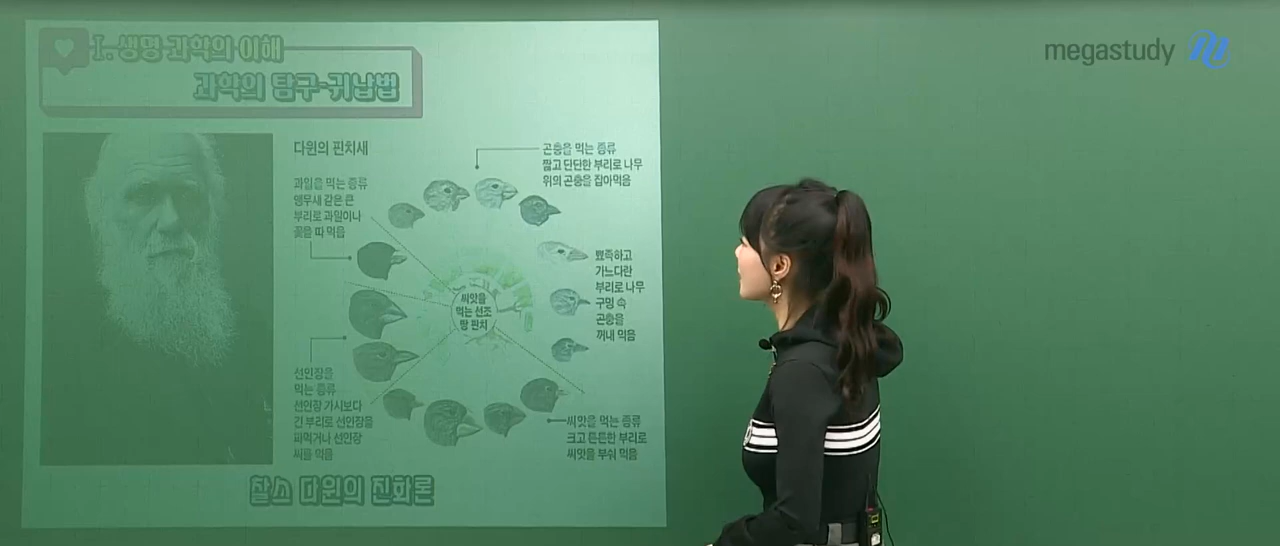 megastudy
I. 생명 과학의 이해
과학의 탐구-귀납법
다윈의 핀치새
과일을 먹는 종류
앵무새 같은 큰
부리로 과일이나
꽃을 따 먹음
곤충을 먹는 종류
짧고 단단한 부리로 나무
위의 곤충을 잡아먹음
뾰족하고
가느다란
부리로 나무
구멍 속
곤충을
꺼내 먹음
씨앗을
먹는 선조
땅 핀치
선인장을
먹는 종류
선인장 가시보다
긴 부리로 선인장을
파먹거나 선인장
씨를 먹음
씨앗을 먹는 종류
크고 튼튼한 부리로
씨앗을 부숴 먹음
찰스 다윈의 진화론